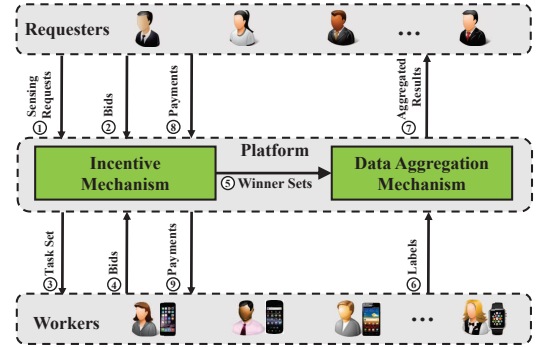 Requesters
...
① Sensing
Requests
② Bids
⑧ Payments
⑦ Aggregated
Results
Platform
Incentive
Mechanism
⑤ Winner Sets
Data Aggregation
Mechanism
③ Task Set
④ Bids
⑨ Payments
⑥ Labels
Workers
...